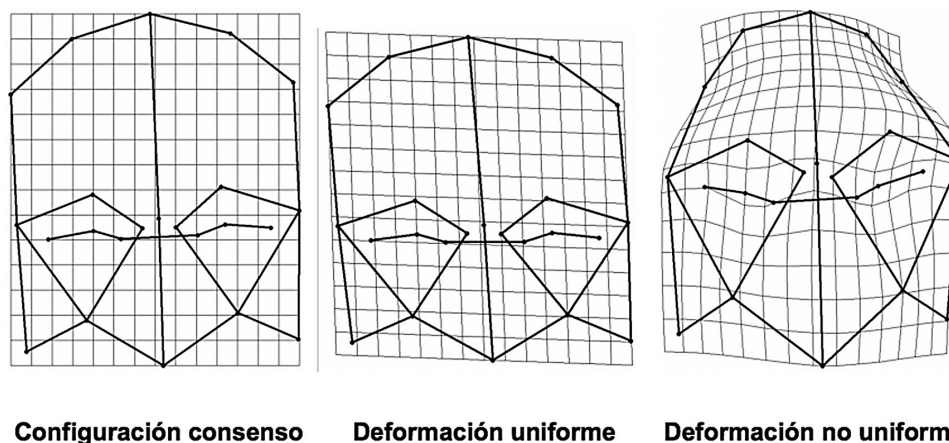 Configuración consenso
Deformación uniforme
Deformación no uniform